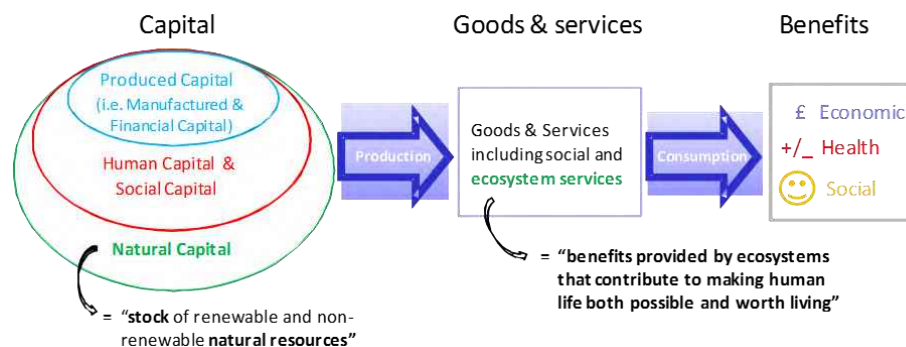 Capital
Goods & services
Benefits
Produced Capital
(i.e. Manufactured &
Financial Capital)
Human Capital &
Social Capital
Natural Capital
= “stock of renewable and non-
renewable natural resources”
Production
Goods & Services
including social and
ecosystem services
= “benefits provided by ecosystems
that contribute to making human
life both possible and worth living”
Consumption
£ Economic
+/_ Health
Social